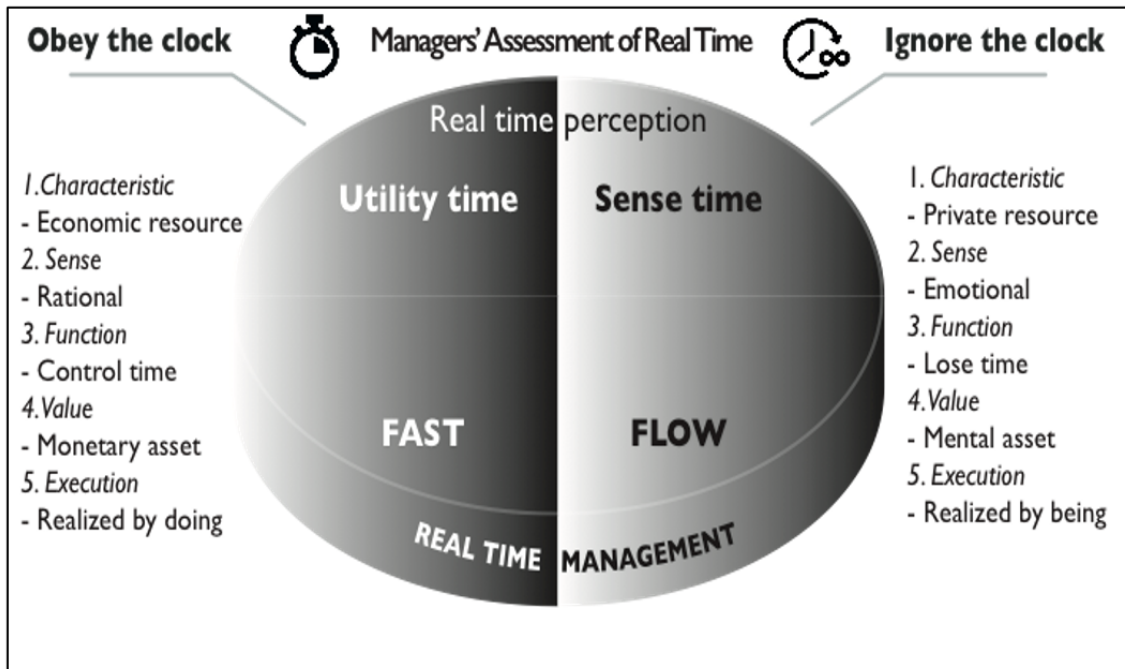 Obey the clock
Managers' Assessment of Real Time
Ignore the clock
Real time perception
Utility time
Sense time
FAST
FLOW
REAL TIME MANAGEMENT
1.Characteristic
- Economic resource
2. Sense
- Rational
3. Function
- Control time
4.Value
- Monetary asset
5. Execution
- Realized by doing
1. Characteristic
- Private resource
2. Sense
- Emotional
3. Function
- Lose time
4.Value
- Mental asset
5. Execution
- Realized by being